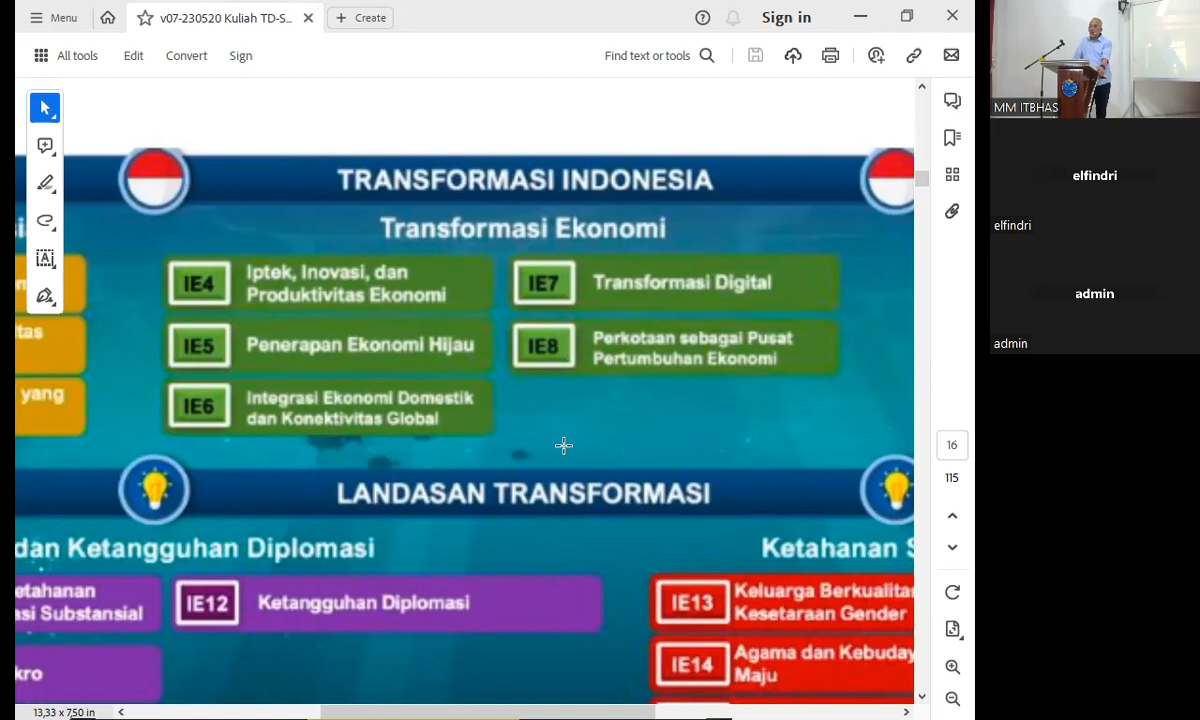 Menu
v07-230520 Kuliah TD-S...
Create
Sign in
All tools
Edit
Convert
Sign
Find text or tools
TRANSFORMASI INDONESIA
Transformasi Ekonomi
IE4
Iptek, Inovasi, dan
Produktivitas Ekonomi
IE7
Transformasi Digital
tas
IE5
Penerapan Ekonomi Hijau
IE8
Perkotaan sebagai Pusat
Pertumbuhan Ekonomi
yang
IE6
Integrasi Ekonomi Domestik
dan Konektivitas Global
LANDASAN TRANSFORMASI
dan Ketangguhan Diplomasi
Ketahanan S
etahanan
asi Substansial
IE12
Ketangguhan Diplomasi
IE13
Keluarga Berkualitas
Kesetaraan Gender
IE14
Agama dan Kebuday
Maju
kro
16
115
13,33 x 7,50 in
MM ITBHAS
elfindri
elfindri
admin
admin